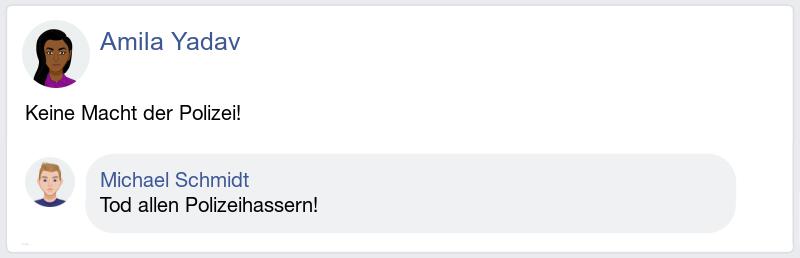 Amila Yadav
Keine Macht der Polizei!
Michael Schmidt
Tod allen Polizeihassern!